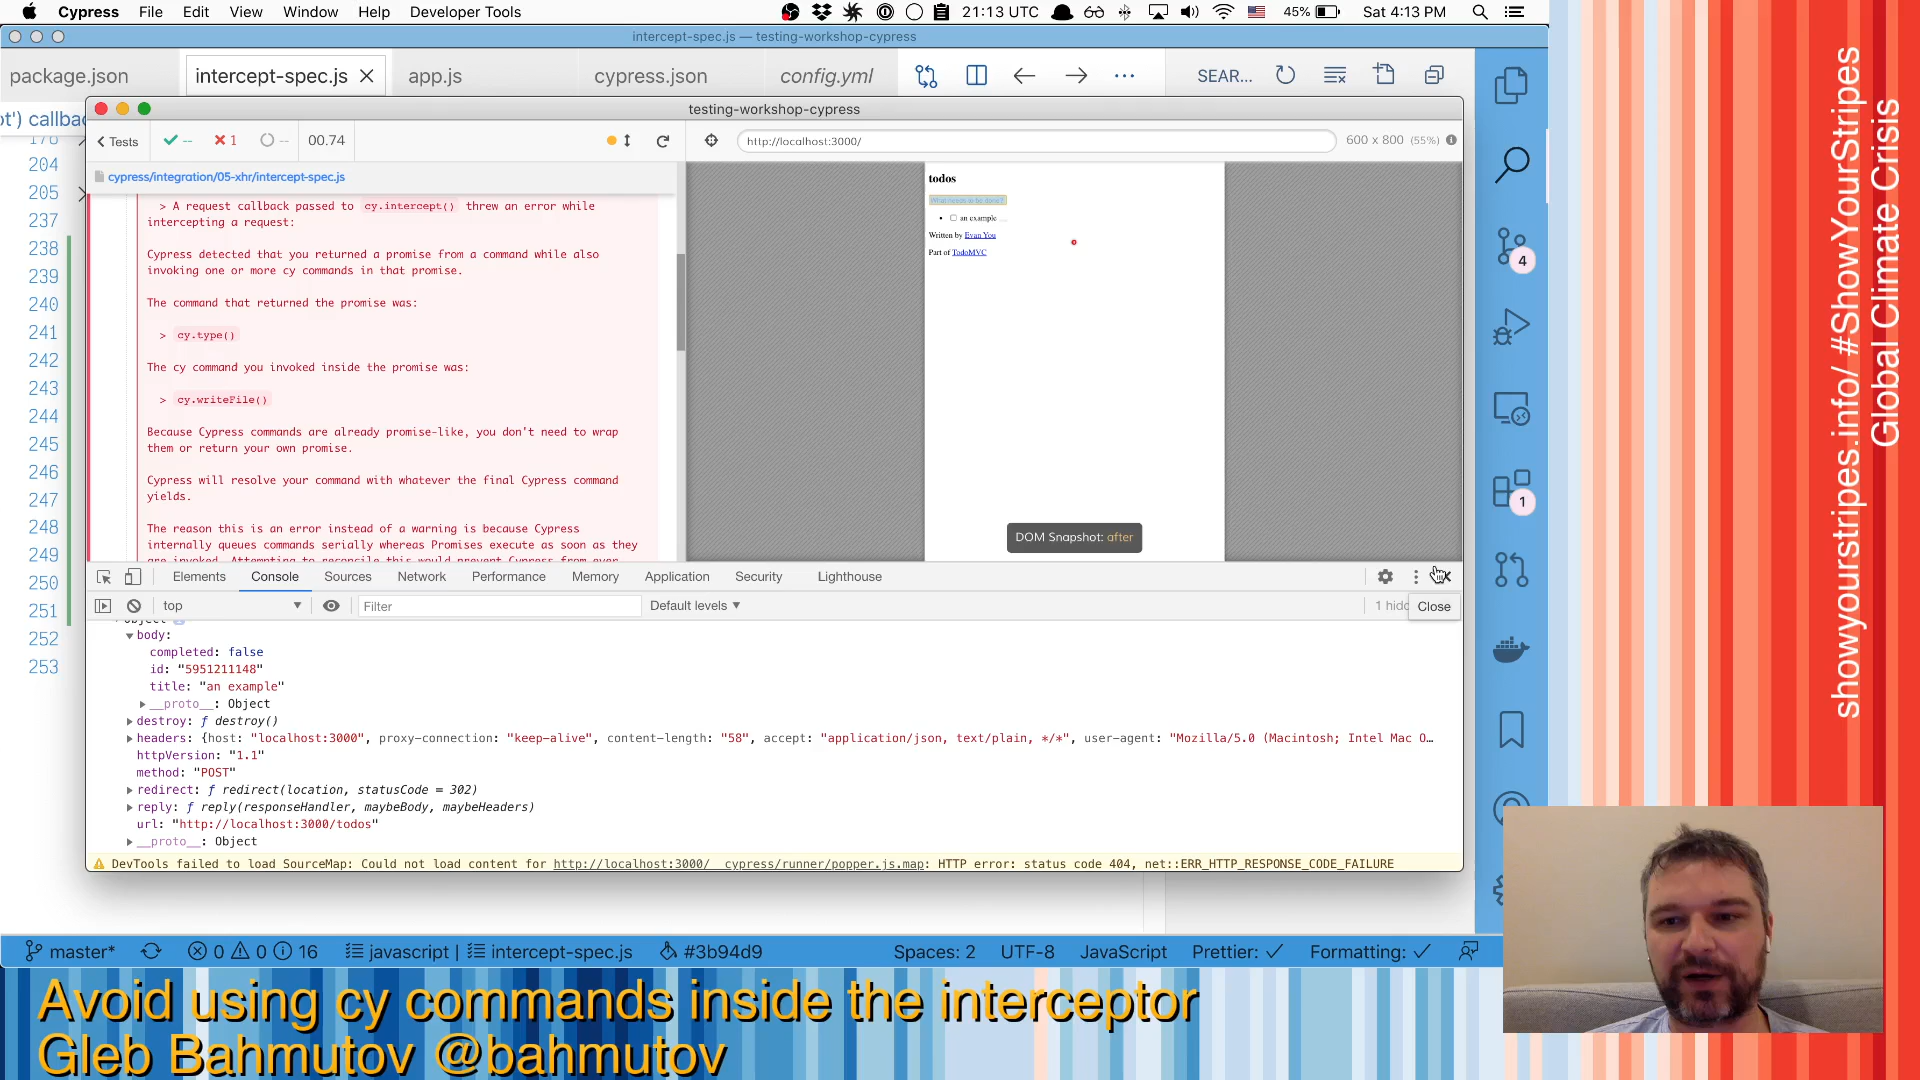 Cypress File Edit View Window Help Developer Tools 21:13 UTC 45% Sat 4:13 PM
intercept-spec.js — testing-workshop-cypress
package.json intercept-spec.js app.js cypress.json config.yml SEAR...
testing-workshop-cypress
Tests -- 1 -- 00.74 http://localhost:3000/ 600 x 800 (55%)
cypress/integration/05-xhr/intercept-spec.js
204
205
237
238
239
240
241
242
243
244
245
246
247
248
249
250
251
252
253
> A request callback passed to cy.intercept() threw an error while
intercepting a request:
Cypress detected that you returned a promise from a command while also
invoking one or more cy commands in that promise.
The command that returned the promise was:
> cy.type()
The cy command you invoked inside the promise was:
> cy.writeFile()
Because Cypress commands are already promise-like, you don't need to wrap
them or return your own promise.
Cypress will resolve your command with whatever the final Cypress command
yields.
The reason this is an error instead of a warning is because Cypress
internally queues commands serially whereas Promises execute as soon as they
todos
What needs to be done?
an example
Written by Evan You
Part of TodoMVC
DOM Snapshot: after
4
1
Elements Console Sources Network Performance Memory Application Security Lighthouse
top Filter Default levels 1 hidd Close
body:
completed: false
id: "5951211148"
title: "an example"
__proto__: Object
destroy: ƒ destroy()
headers: {host: "localhost:3000", proxy-connection: "keep-alive", content-length: "58", accept: "application/json, text/plain, */*", user-agent: "Mozilla/5.0 (Macintosh; Intel Mac O…
httpVersion: "1.1"
method: "POST"
redirect: ƒ redirect(location, statusCode = 302)
reply: ƒ reply(responseHandler, maybeBody, maybeHeaders)
url: "http://localhost:3000/todos"
__proto__: Object
DevTools failed to load SourceMap: Could not load content for http://localhost:3000/__cypress/runner/popper.js.map: HTTP error: status code 404, net::ERR_HTTP_RESPONSE_CODE_FAILURE
master* 0 0 16 javascript | intercept-spec.js #3b94d9 Spaces: 2 UTF-8 JavaScript Prettier: ✓ Formatting: ✓
Avoid using cy commands inside the interceptor
Gleb Bahmutov @bahmutov
showyourstripes.info/ #ShowYourStripes
Global Climate Crisis